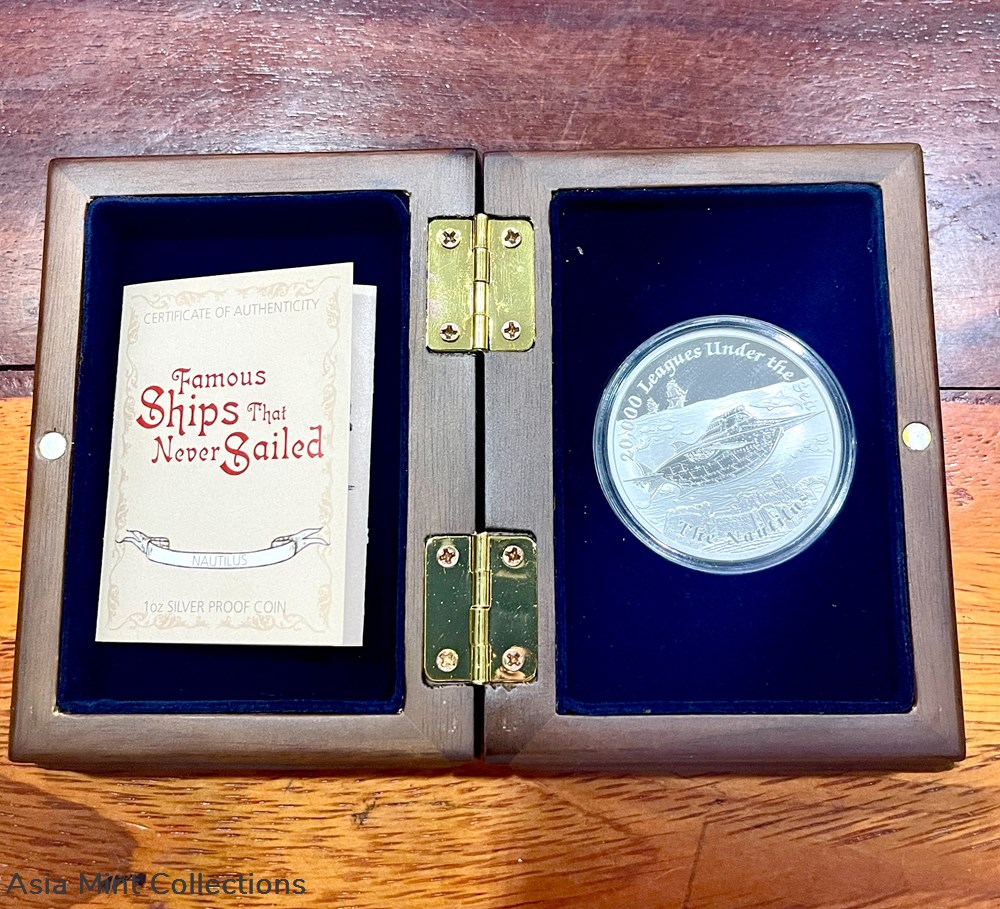 CERTIFICATE OF AUTHENTICITY
Famous
Ships That
Never Sailed
NAUTILUS
1oz SILVER PROOF COIN
20,000 Leagues Under the Sea
The Nautilus
Asia Mint Collections